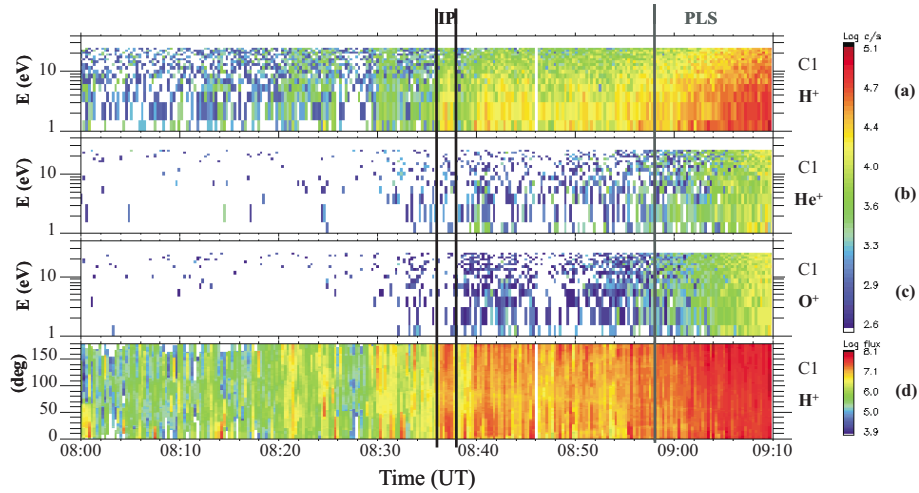 IP PLS
Log c/s
E (eV) 10 1 C1 H+ 5.1 4.7 4.4 (a)
E (eV) 10 1 C1 He+ 4.0 3.6 (b)
E (eV) 10 1 C1 O+ 3.3 2.9 2.6 (c)
Log flux
(deg) 150 100 50 0 C1 H+ 8.1 7.1 6.0 5.0 3.9 (d)
08:00 08:10 08:20 08:30 08:40 08:50 09:00 09:10
Time (UT)